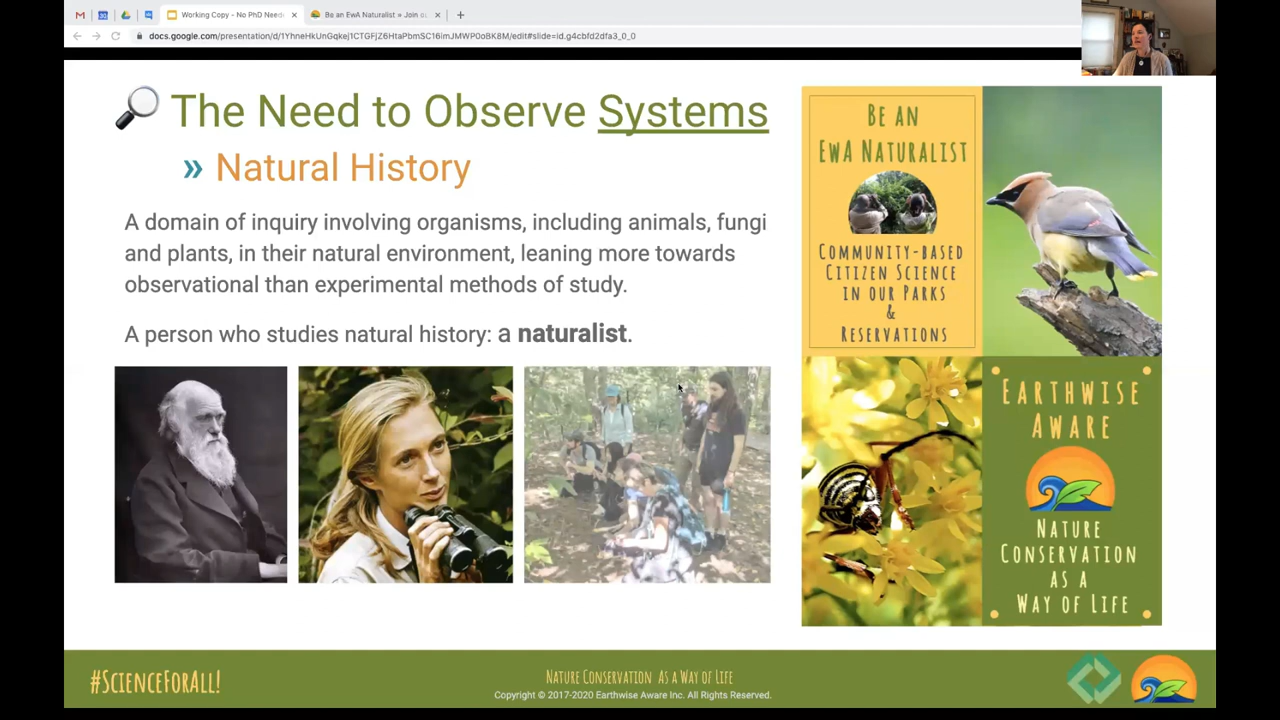 Working Copy - No PhD Neede
Be an EwA Naturalist » Join ou
docs.google.com/presentation/d/1YhneHkUnGqkej1CTGFjZ6HtaPbmSC16imJMWP0oBK8M/edit#slide=id.g4cbfd2dfa3_0_0
The Need to Observe Systems
» Natural History
A domain of inquiry involving organisms, including animals, fungi
and plants, in their natural environment, leaning more towards
observational than experimental methods of study.
A person who studies natural history: a naturalist.
Be an
EwA Naturalist
Community-based
Citizen Science
in our Parks
&
Reservations
Earthwise
Aware
Nature
Conservation
as a
Way of Life
#ScienceForAll!
Nature Conservation As a Way of Life
Copyright © 2017-2020 Earthwise Aware Inc. All Rights Reserved.